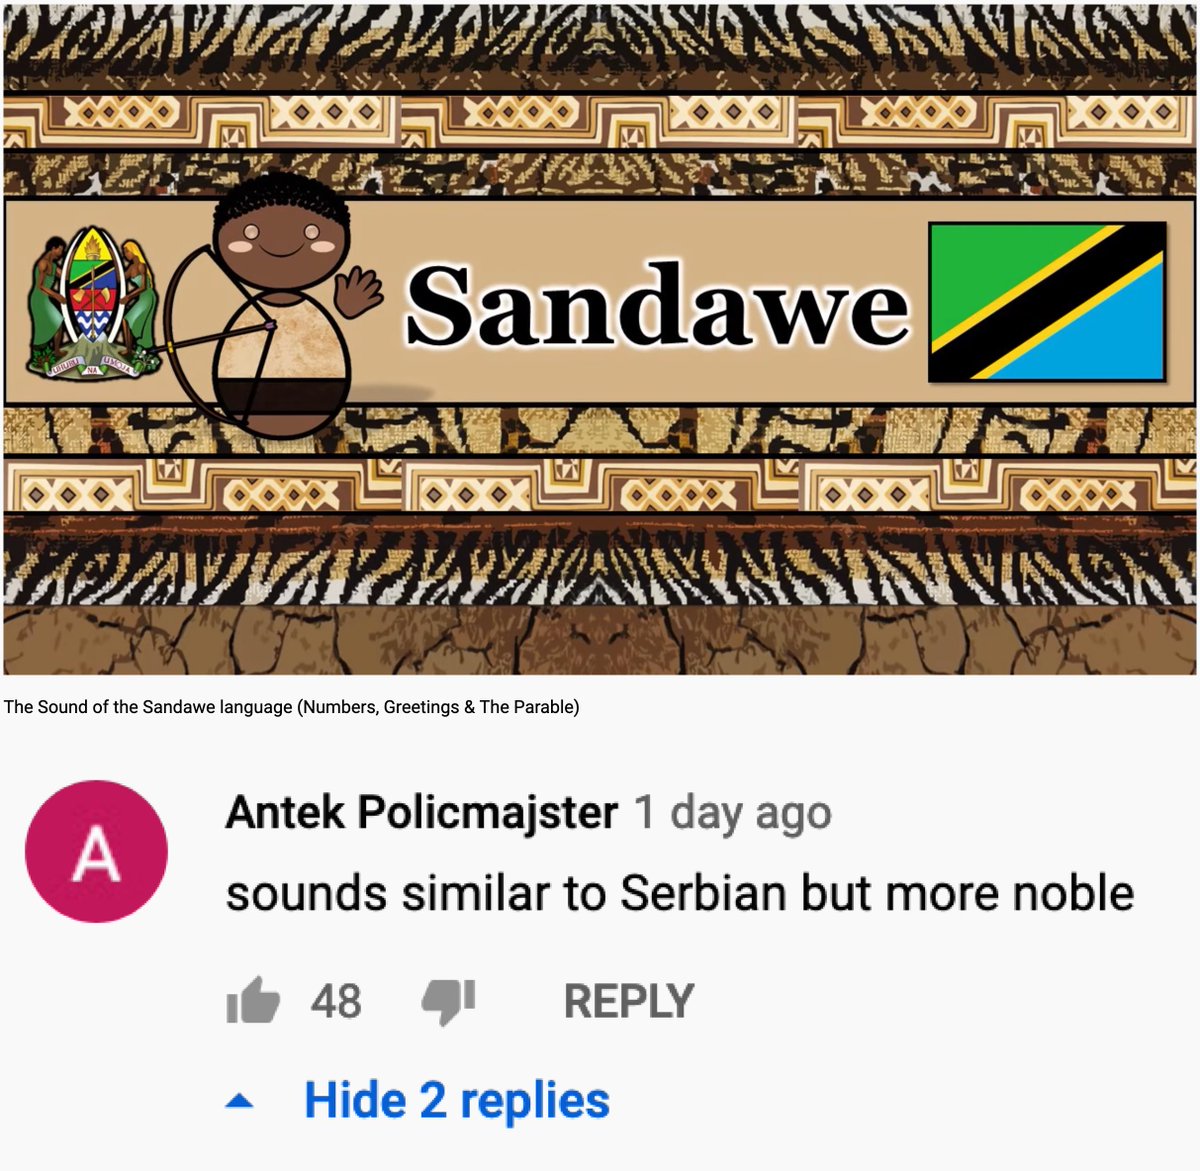 Sandawe
UHURU NA UMOJA
The Sound of the Sandawe language (Numbers, Greetings & The Parable)
A
Antek Policmajster 1 day ago
sounds similar to Serbian but more noble
48 REPLY
Hide 2 replies